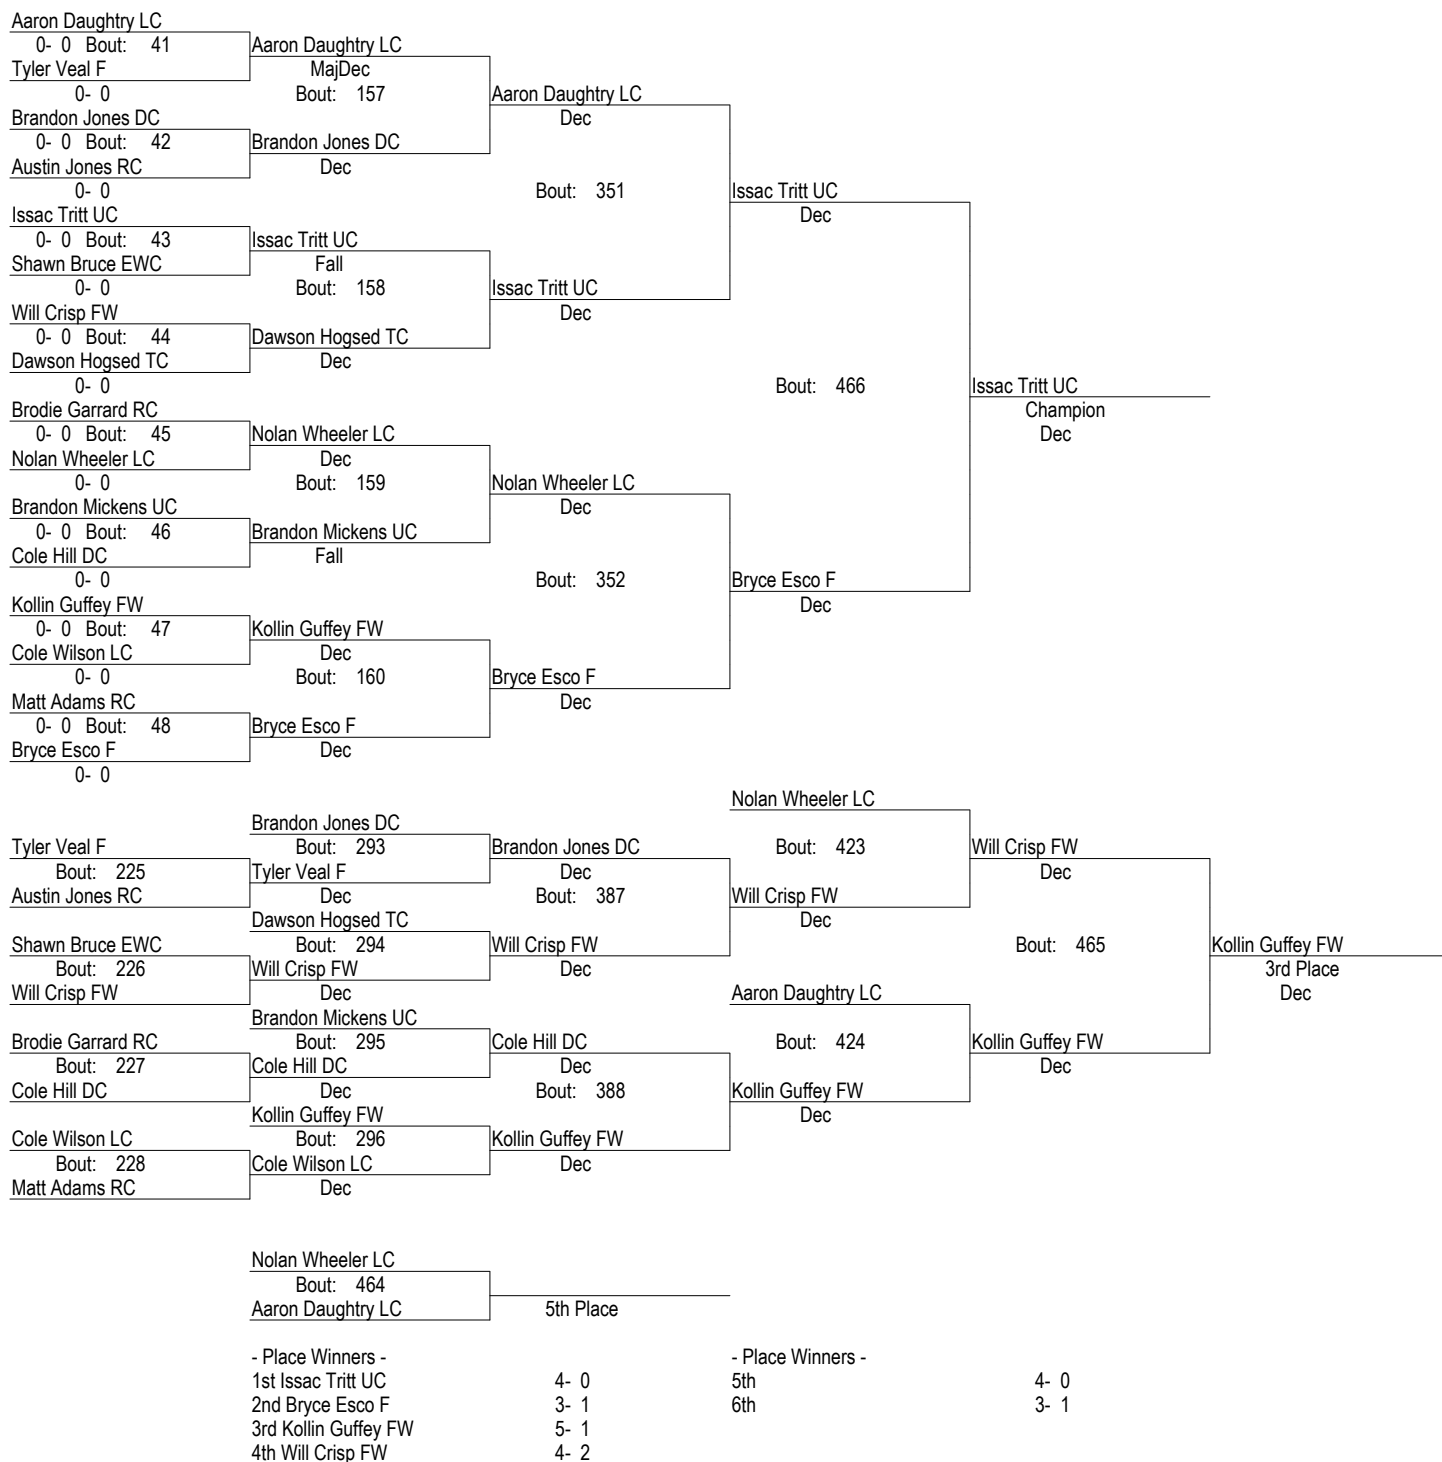 Aaron Daughtry LC
0- 0 Bout: 41 Aaron Daughtry LC
Tyler Veal F MajDec
0- 0 Bout: 157 Aaron Daughtry LC
Brandon Jones DC Dec
0- 0 Bout: 42 Brandon Jones DC
Austin Jones RC Dec
0- 0 Bout: 351 Issac Tritt UC
Issac Tritt UC Dec
0- 0 Bout: 43 Issac Tritt UC
Shawn Bruce EWC Fall
0- 0 Bout: 158 Issac Tritt UC
Will Crisp FW Dec
0- 0 Bout: 44 Dawson Hogsed TC
Dawson Hogsed TC Dec
0- 0 Bout: 466 Issac Tritt UC
Brodie Garrard RC Champion
0- 0 Bout: 45 Nolan Wheeler LC Dec
Nolan Wheeler LC Dec
0- 0 Bout: 159 Nolan Wheeler LC
Brandon Mickens UC Dec
0- 0 Bout: 46 Brandon Mickens UC
Cole Hill DC Fall
0- 0 Bout: 352 Bryce Esco F
Kollin Guffey FW Dec
0- 0 Bout: 47 Kollin Guffey FW
Cole Wilson LC Dec
0- 0 Bout: 160 Bryce Esco F
Matt Adams RC Dec
0- 0 Bout: 48 Bryce Esco F
Bryce Esco F Dec
0- 0
Nolan Wheeler LC
Brandon Jones DC
Tyler Veal F Bout: 293 Brandon Jones DC Bout: 423 Will Crisp FW
Bout: 225 Tyler Veal F Dec Dec
Austin Jones RC Dec Bout: 387 Will Crisp FW
Dawson Hogsed TC Dec
Shawn Bruce EWC Bout: 294 Will Crisp FW Bout: 465 Kollin Guffey FW
Bout: 226 Will Crisp FW Dec 3rd Place
Will Crisp FW Dec Aaron Daughtry LC Dec
Brandon Mickens UC
Brodie Garrard RC Bout: 295 Cole Hill DC Bout: 424 Kollin Guffey FW
Bout: 227 Cole Hill DC Dec Dec
Cole Hill DC Dec Bout: 388 Kollin Guffey FW
Kollin Guffey FW Dec
Cole Wilson LC Bout: 296 Kollin Guffey FW
Bout: 228 Cole Wilson LC Dec
Matt Adams RC Dec
Nolan Wheeler LC
Bout: 464
Aaron Daughtry LC 5th Place
- Place Winners - - Place Winners -
1st Issac Tritt UC 4- 0 5th 4- 0
2nd Bryce Esco F 3- 1 6th 3- 1
3rd Kollin Guffey FW 5- 1
4th Will Crisp FW 4- 2